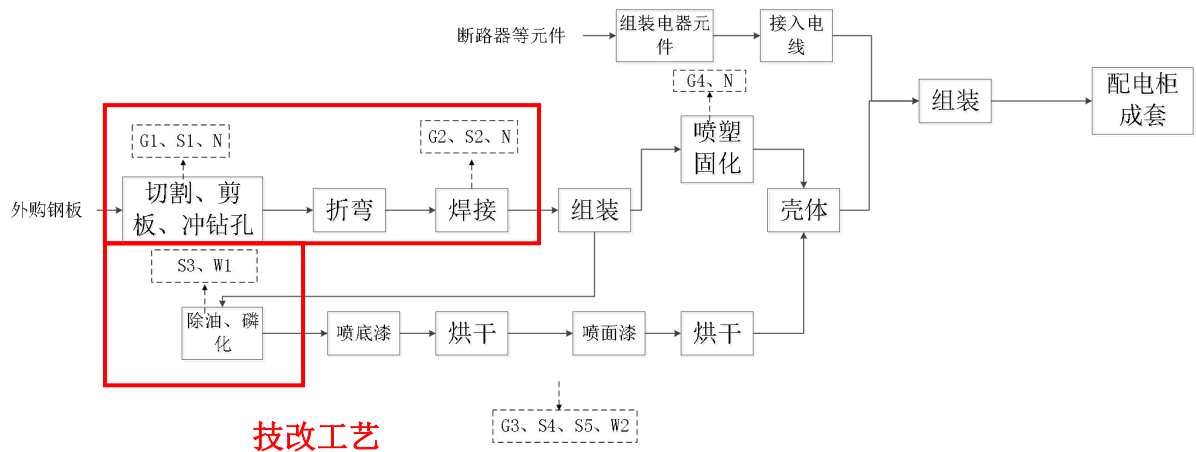 断路器等元件
组装电器元
件
接入电
线
G4、N
组装
配电柜
成套
G1、S1、N
G2、S2、N
喷塑
固化
外购钢板
切割、剪
板、冲钻孔
折弯
焊接
组装
壳体
S3、W1
除油、磷
化
喷底漆
烘干
喷面漆
烘干
G3、S4、S5、W2
技改工艺